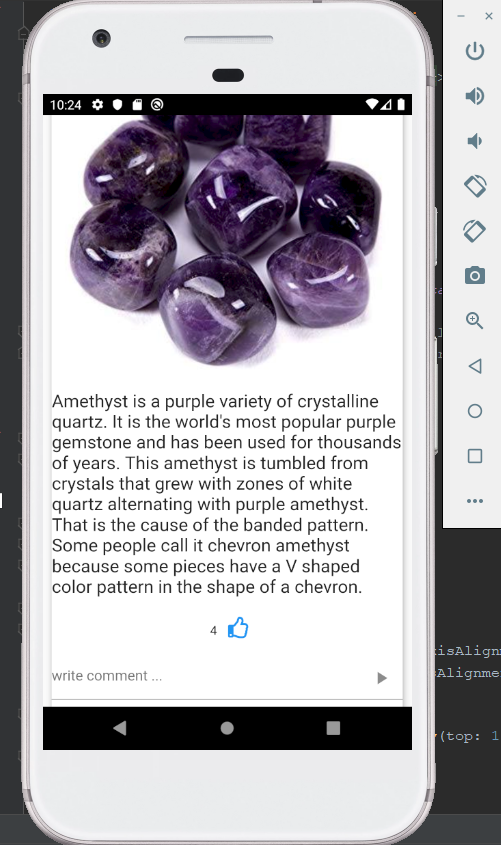 10:24
Amethyst is a purple variety of crystalline
quartz. It is the world's most popular purple
gemstone and has been used for thousands
of years. This amethyst is tumbled from
crystals that grew with zones of white
quartz alternating with purple amethyst.
That is the cause of the banded pattern.
Some people call it chevron amethyst
because some pieces have a V shaped
color pattern in the shape of a chevron.
4
write comment ...
(top: 1